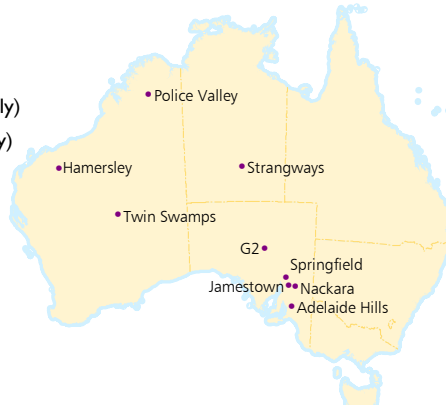 ly)
Police Valley
y)
Hamersley
Strangways
Twin Swamps
G2
Springfield
Jamestown
Nackara
Adelaide Hills